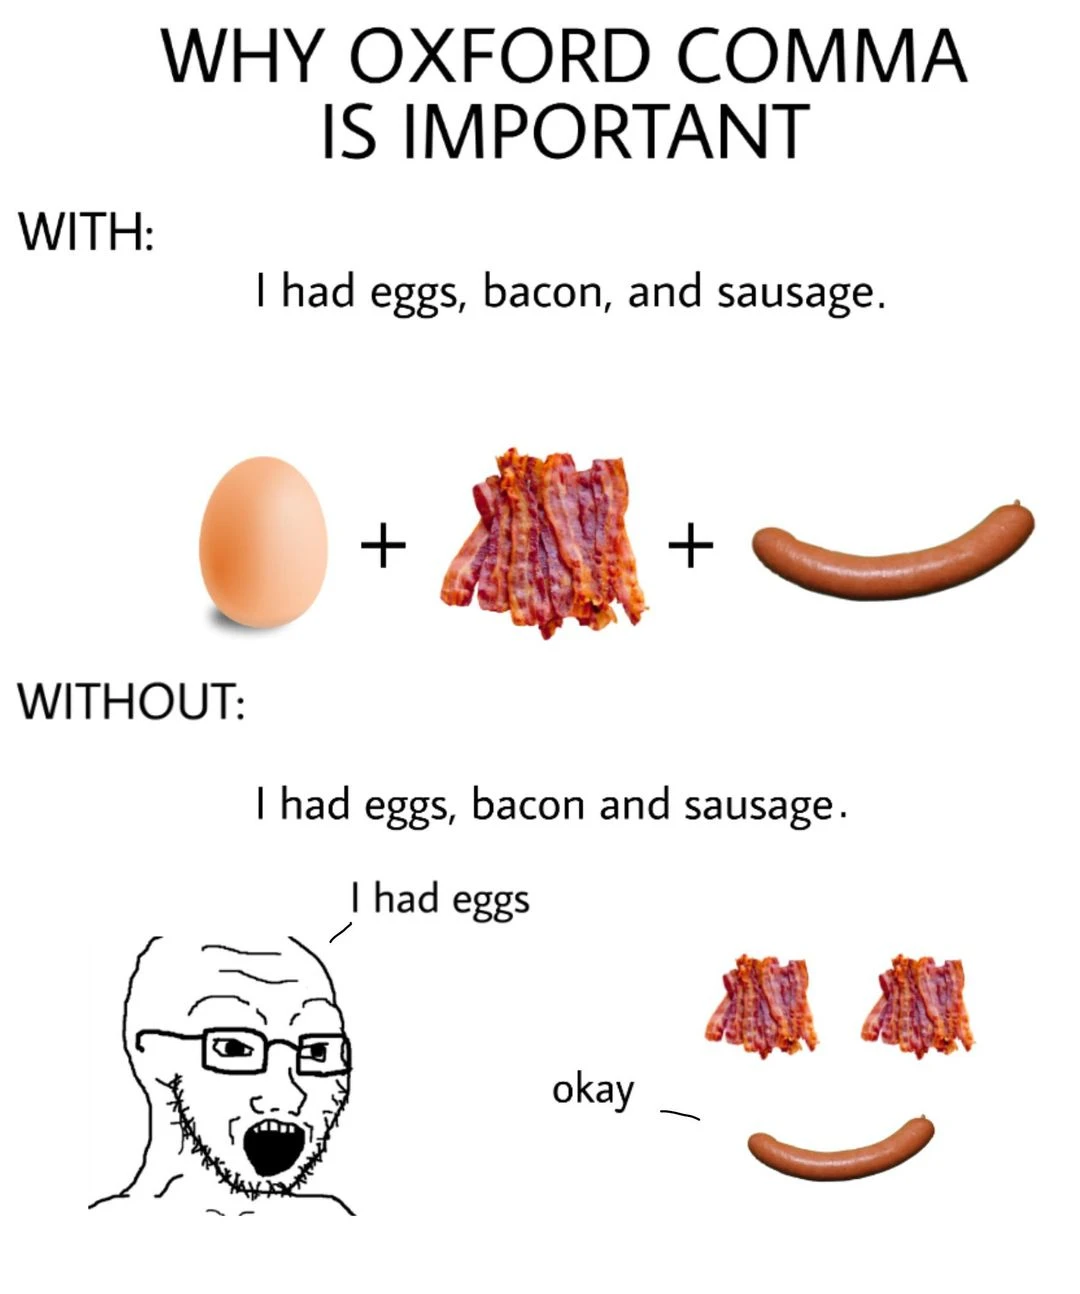 WHY OXFORD COMMA
IS IMPORTANT
WITH:
I had eggs, bacon, and sausage.
+ +
WITHOUT:
I had eggs, bacon and sausage.
I had eggs
okay